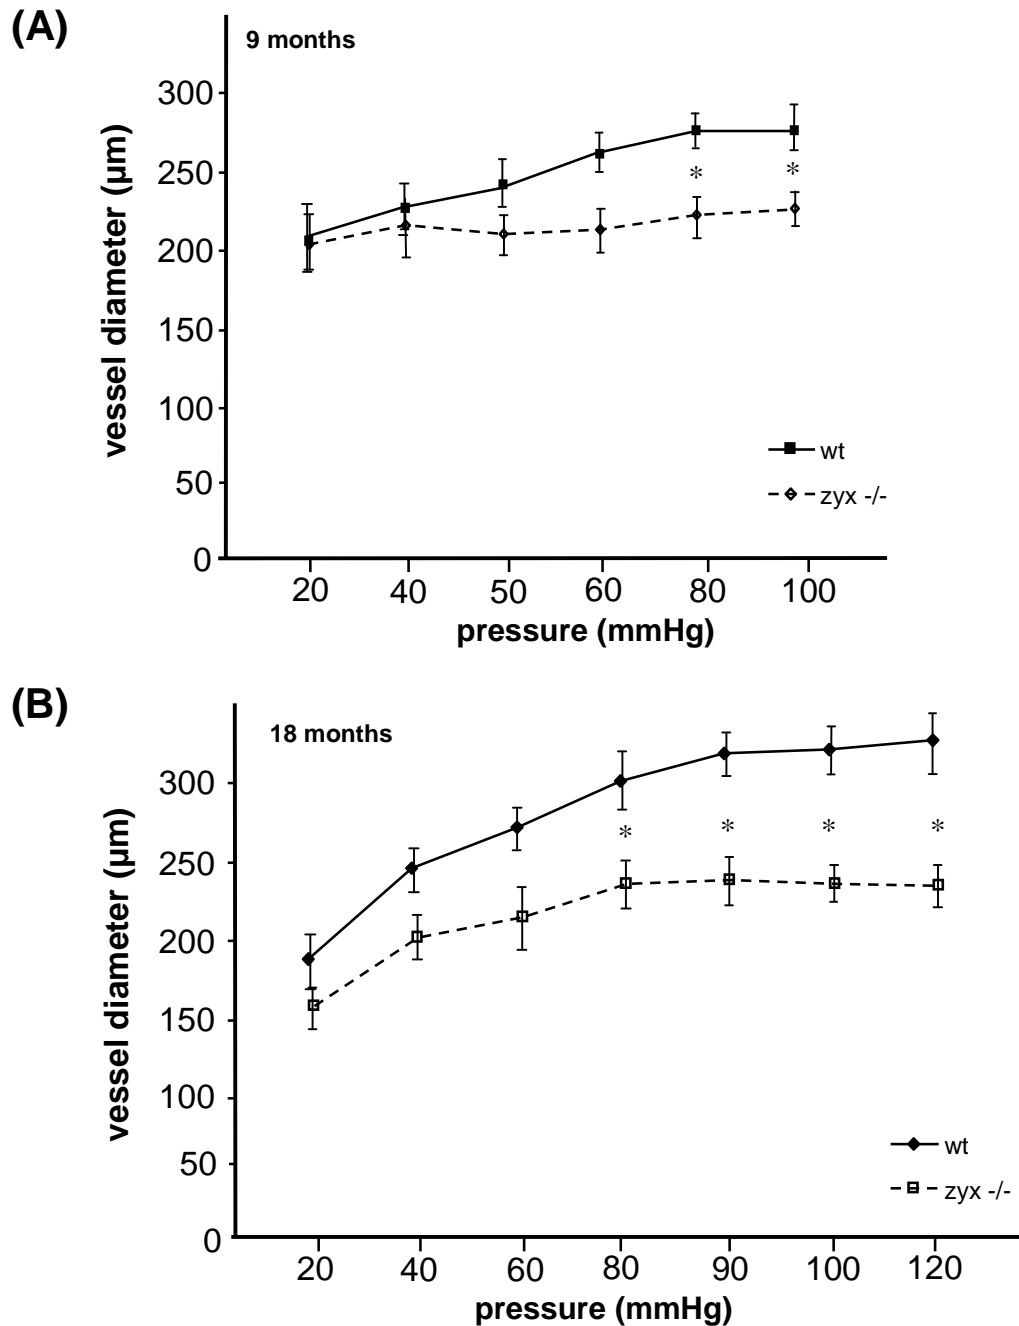 (A)
9 months
300
250
200
150
100
50
0
vessel diameter (µm)
*
*
wt
zyx -/-
20 40 50 60 80 100
pressure (mmHg)
(B)
18 months
300
250
200
150
100
50
0
vessel diameter (µm)
* * * *
wt
zyx -/-
20 40 60 80 90 100 120
pressure (mmHg)